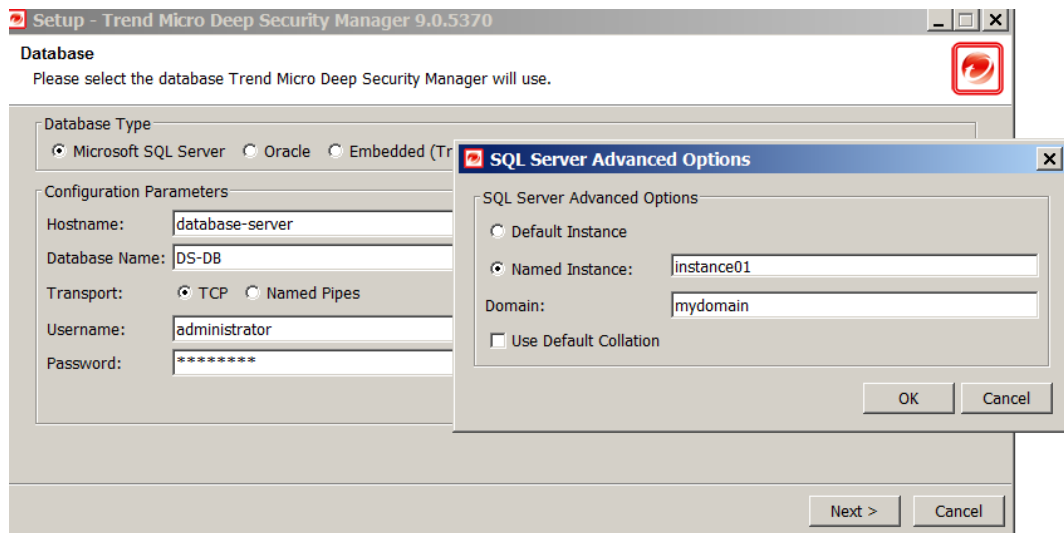 Setup - Trend Micro Deep Security Manager 9.0.5370
Database
Please select the database Trend Micro Deep Security Manager will use.
Database Type
Microsoft SQL Server Oracle Embedded (Tr
Configuration Parameters
Hostname: database-server
Database Name: DS-DB
Transport: TCP Named Pipes
Username: administrator
Password: ********
SQL Server Advanced Options
SQL Server Advanced Options
Default Instance
Named Instance: instance01
Domain: mydomain
Use Default Collation
OK Cancel
Next > Cancel